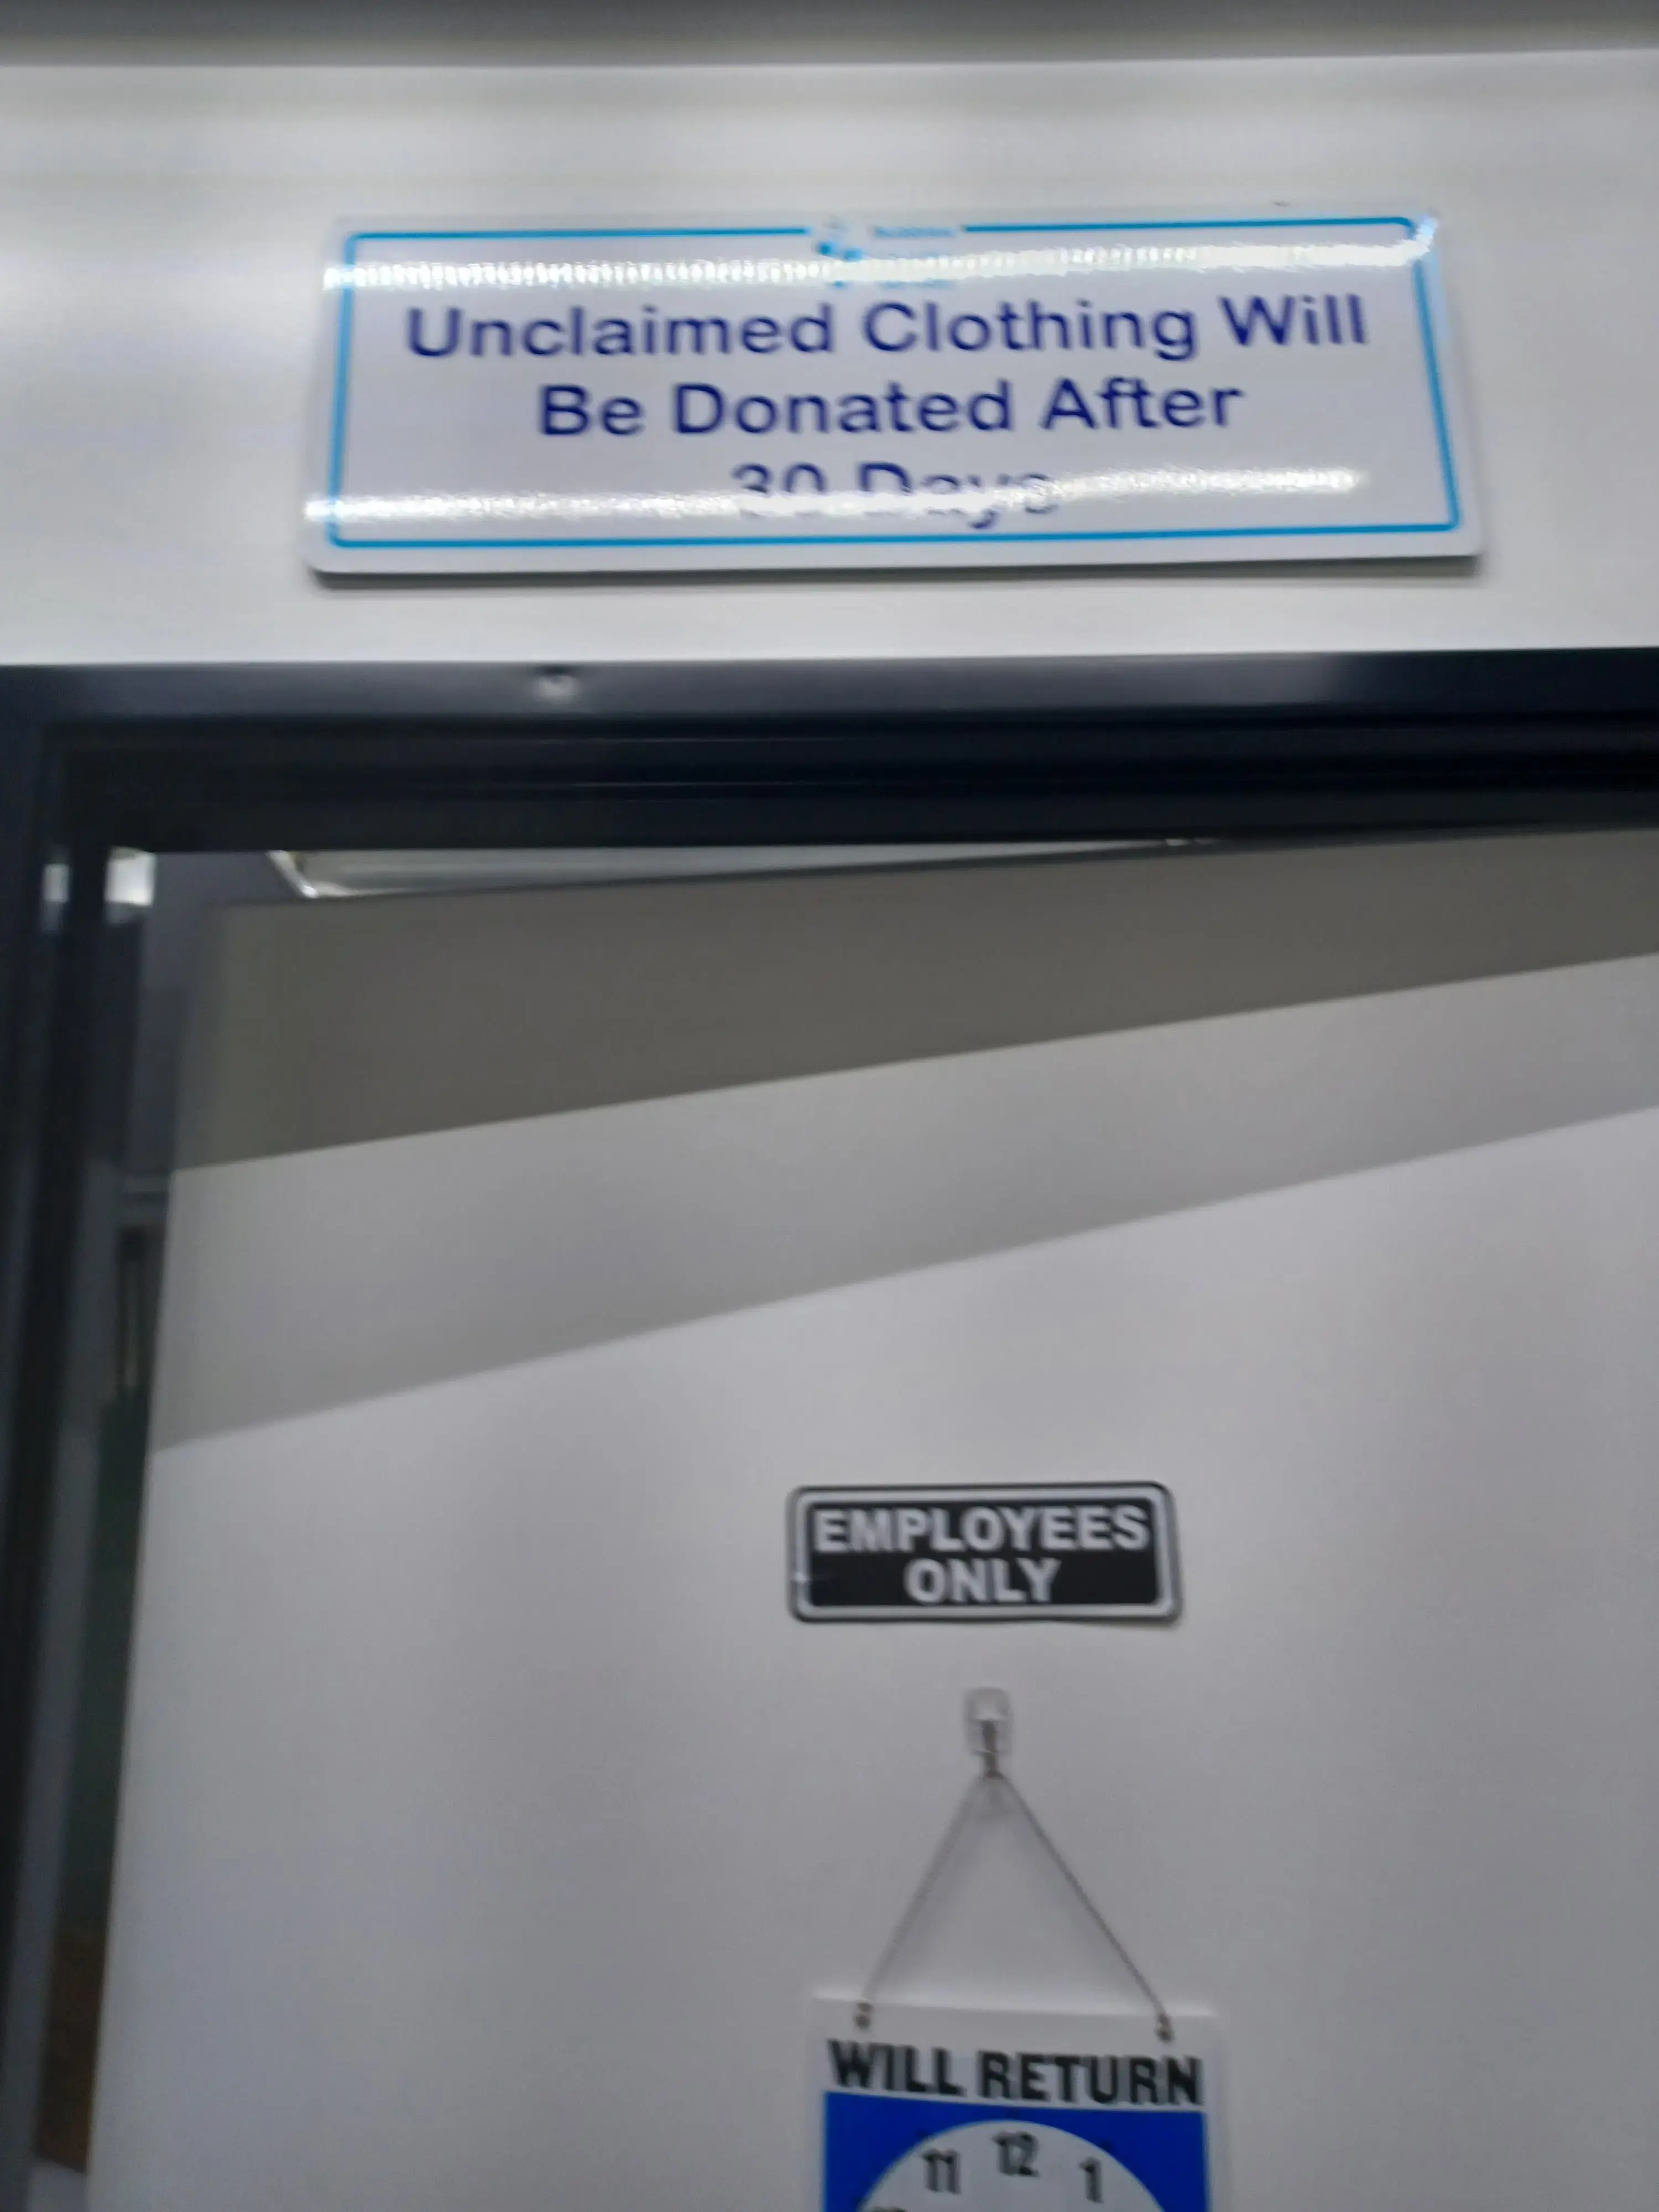 Unclaimed Clothing Will
Be Donated After
30 Days
EMPLOYEES
ONLY
WILL RETURN
11 12 1